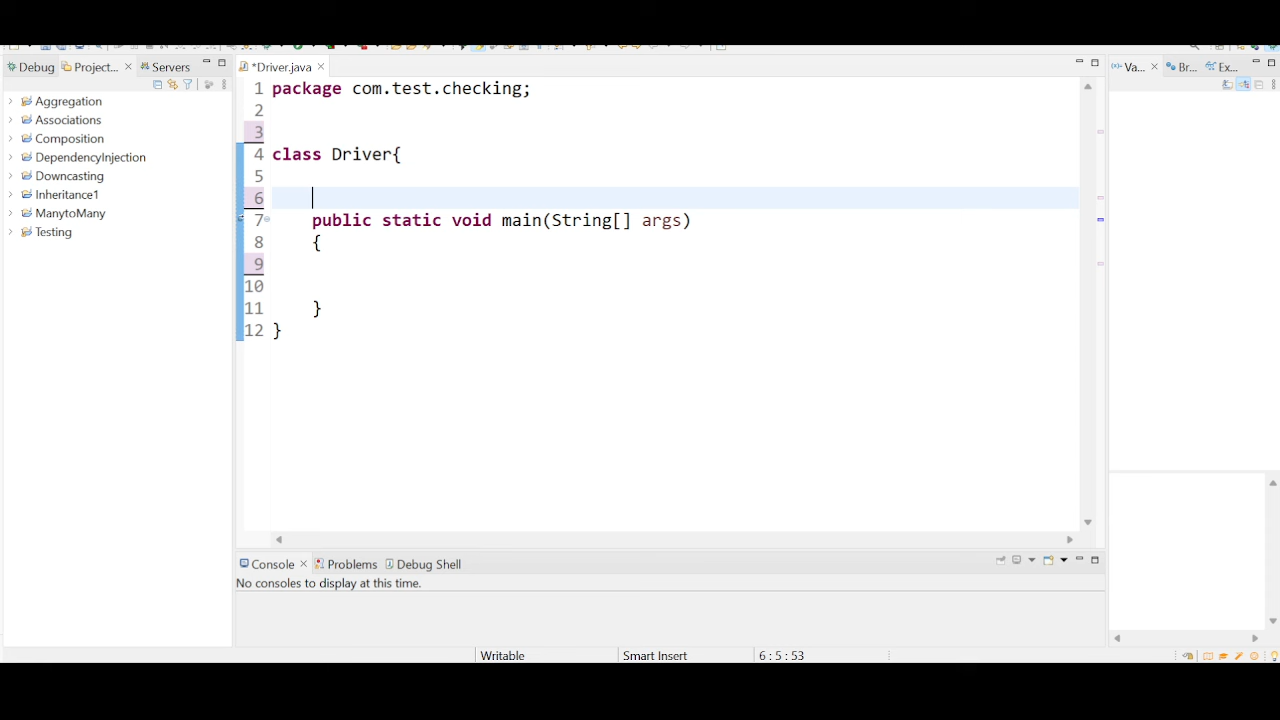 Debug
Project...
Servers
*Driver.java
Va...
Br...
Ex...
Aggregation
Associations
Composition
DependencyInjection
Downcasting
Inheritance1
ManytoMany
Testing
1 package com.test.checking;
2
3
4 class Driver{
5
6
7 public static void main(String[] args)
8 {
9
10
11 }
12 }
Console
Problems
Debug Shell
No consoles to display at this time.
Writable
Smart Insert
6 : 5 : 53